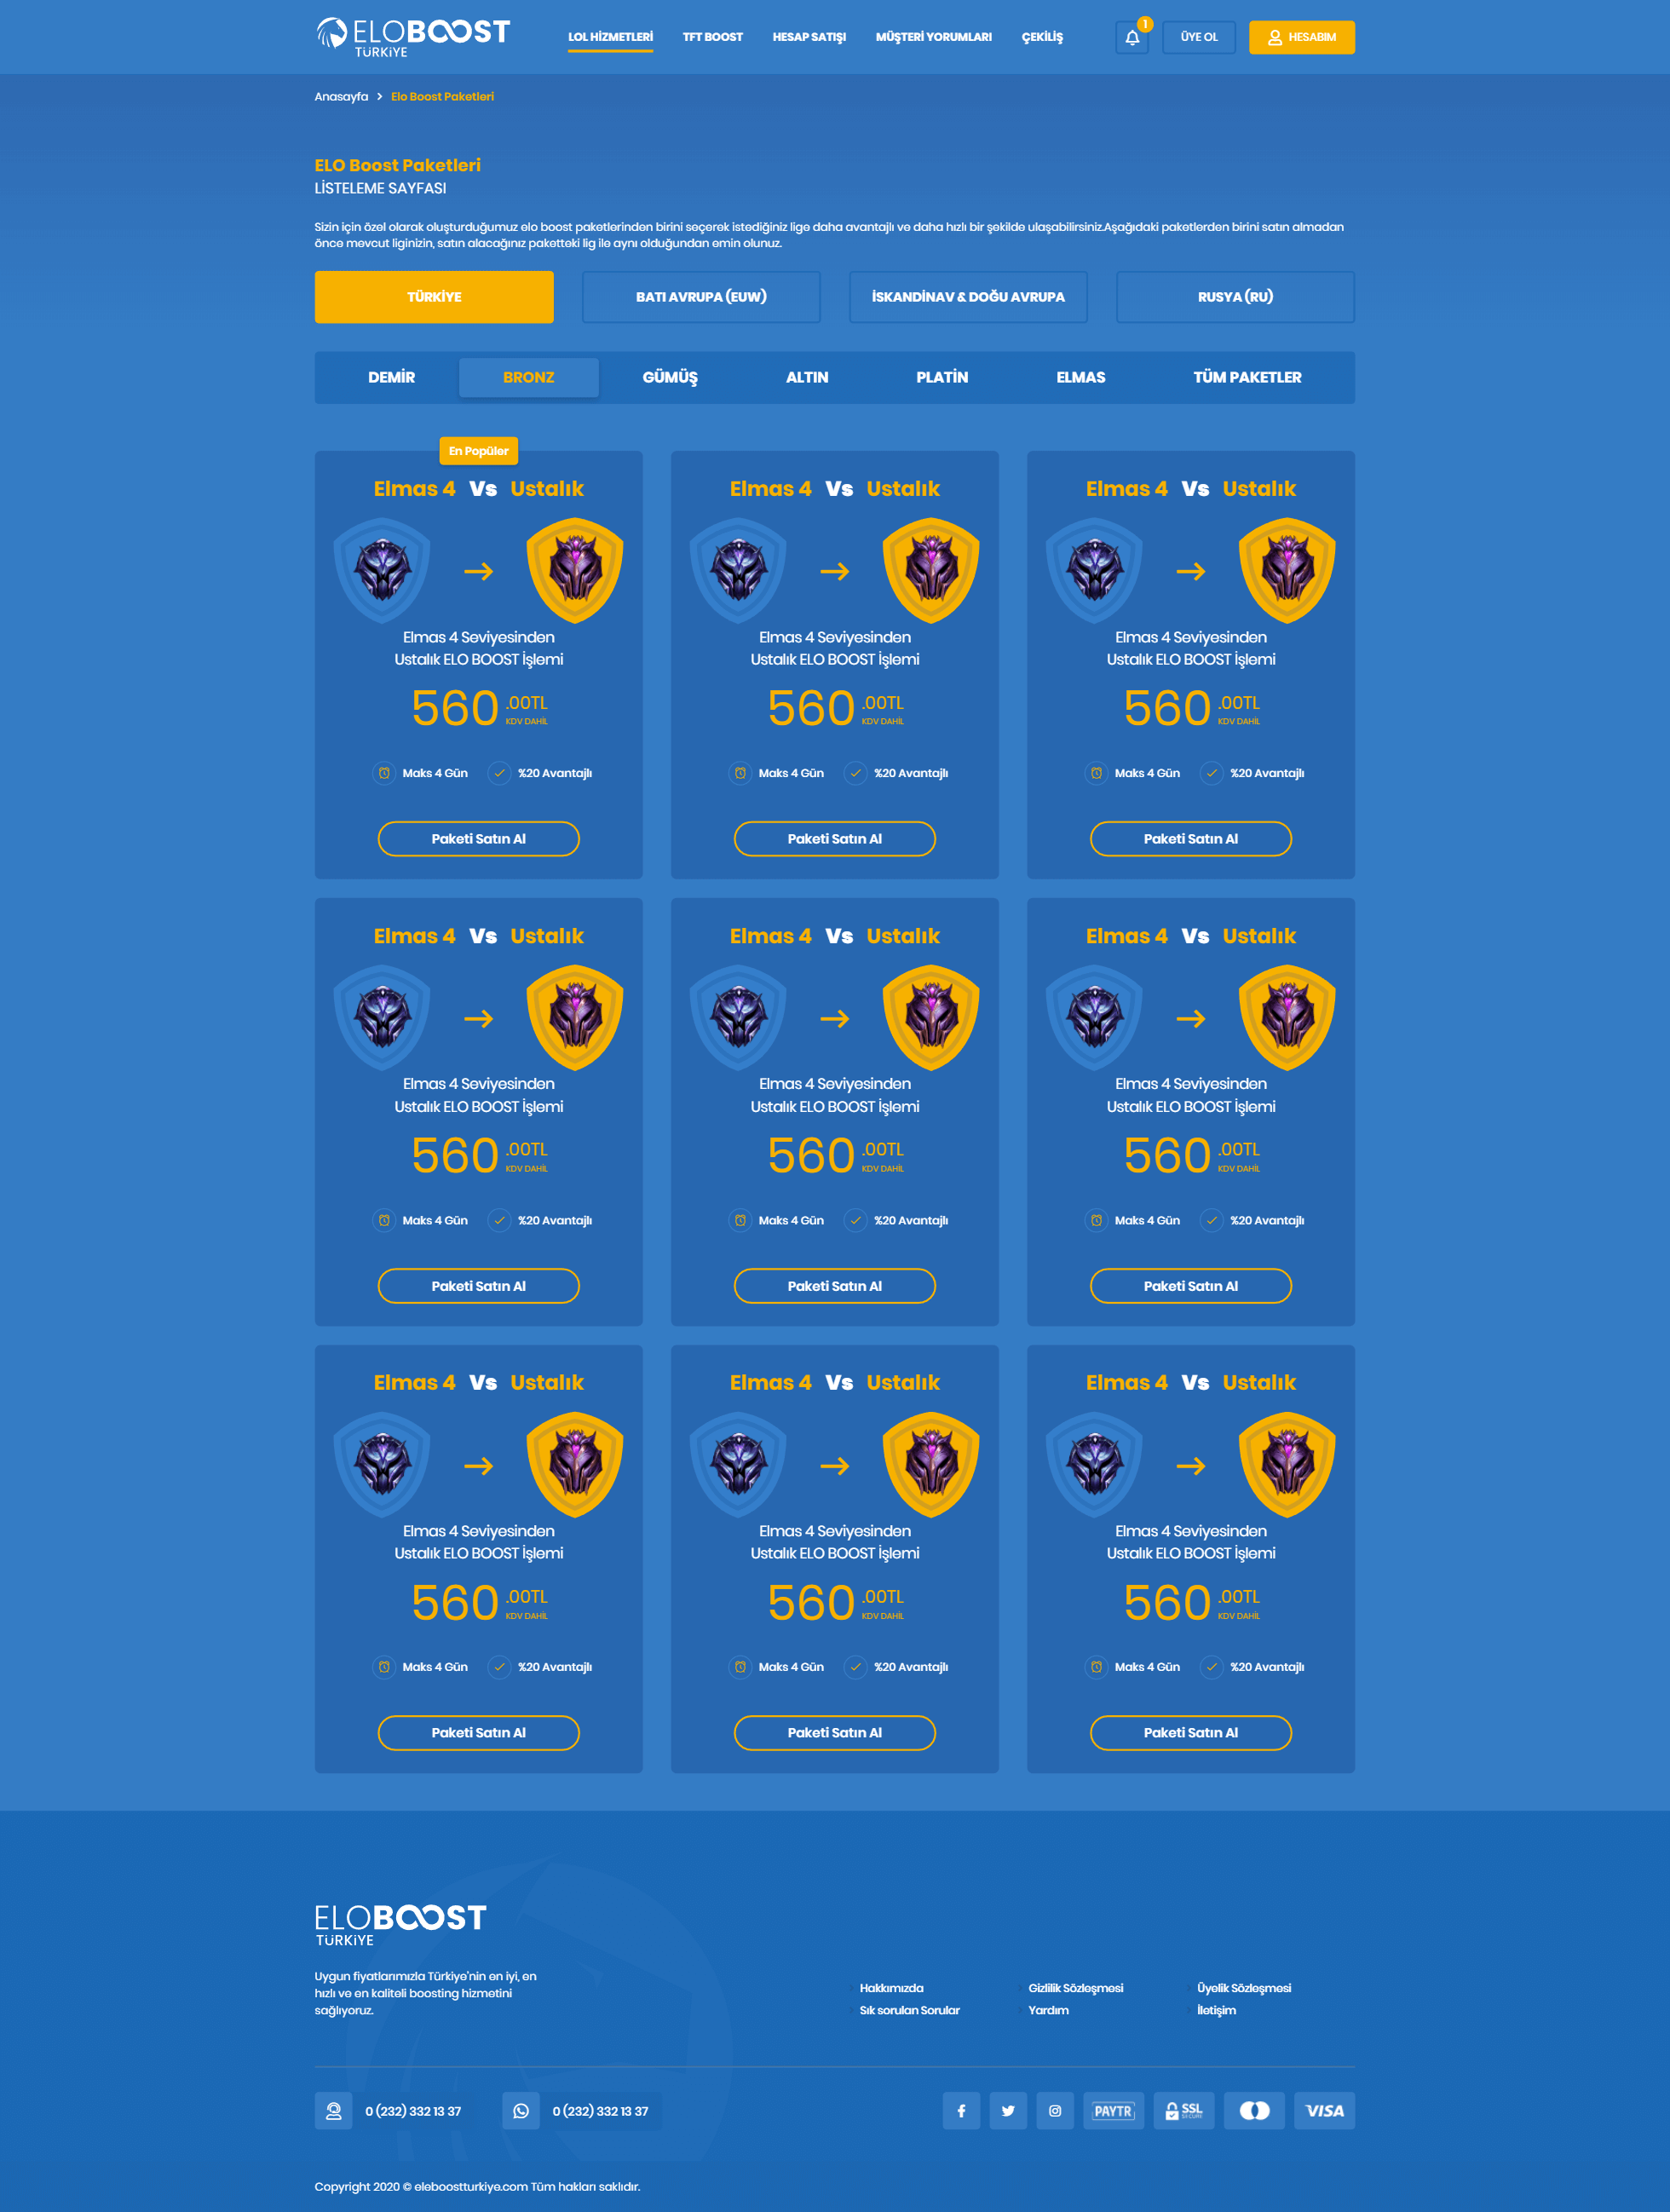 ELOBOOST
TÜRKİYE
LOL HİZMETLERİ
TFT BOOST
HESAP SATIŞI
MÜŞTERİ YORUMLARI
ÇEKİLİŞ
1
ÜYE OL
HESABIM
Anasayfa > Elo Boost Paketleri
ELO Boost Paketleri
LİSTELEME SAYFASI
Sizin için özel olarak oluşturduğumuz elo boost paketlerinden birini seçerek istediğiniz lige daha avantajlı ve daha hızlı bir şekilde ulaşabilirsiniz.Aşağıdaki paketlerden birini satın almadan
önce mevcut liginizin, satın alacağınız paketteki lig ile aynı olduğundan emin olunuz.
TÜRKİYE
BATI AVRUPA (EUW)
İSKANDİNAV & DOĞU AVRUPA
RUSYA (RU)
DEMİR
BRONZ
GÜMÜŞ
ALTIN
PLATİN
ELMAS
TÜM PAKETLER
En Popüler
Elmas 4 Vs Ustalık
Elmas 4 Seviyesinden
Ustalık ELO BOOST İşlemi
560 .00TL
KDV DAHİL
Maks 4 Gün
%20 Avantajlı
Paketi Satın Al
Elmas 4 Vs Ustalık
Elmas 4 Seviyesinden
Ustalık ELO BOOST İşlemi
560 .00TL
KDV DAHİL
Maks 4 Gün
%20 Avantajlı
Paketi Satın Al
Elmas 4 Vs Ustalık
Elmas 4 Seviyesinden
Ustalık ELO BOOST İşlemi
560 .00TL
KDV DAHİL
Maks 4 Gün
%20 Avantajlı
Paketi Satın Al
Elmas 4 Vs Ustalık
Elmas 4 Seviyesinden
Ustalık ELO BOOST İşlemi
560 .00TL
KDV DAHİL
Maks 4 Gün
%20 Avantajlı
Paketi Satın Al
Elmas 4 Vs Ustalık
Elmas 4 Seviyesinden
Ustalık ELO BOOST İşlemi
560 .00TL
KDV DAHİL
Maks 4 Gün
%20 Avantajlı
Paketi Satın Al
Elmas 4 Vs Ustalık
Elmas 4 Seviyesinden
Ustalık ELO BOOST İşlemi
560 .00TL
KDV DAHİL
Maks 4 Gün
%20 Avantajlı
Paketi Satın Al
Elmas 4 Vs Ustalık
Elmas 4 Seviyesinden
Ustalık ELO BOOST İşlemi
560 .00TL
KDV DAHİL
Maks 4 Gün
%20 Avantajlı
Paketi Satın Al
Elmas 4 Vs Ustalık
Elmas 4 Seviyesinden
Ustalık ELO BOOST İşlemi
560 .00TL
KDV DAHİL
Maks 4 Gün
%20 Avantajlı
Paketi Satın Al
Elmas 4 Vs Ustalık
Elmas 4 Seviyesinden
Ustalık ELO BOOST İşlemi
560 .00TL
KDV DAHİL
Maks 4 Gün
%20 Avantajlı
Paketi Satın Al
ELOBOOST
TÜRKİYE
Uygun fiyatlarımızla Türkiye'nin en iyi, en
hızlı ve en kaliteli boosting hizmetini
sağlıyoruz.
Hakkımızda
Gizlilik Sözleşmesi
Üyelik Sözleşmesi
Sık sorulan Sorular
Yardım
İletişim
0 (232) 332 13 37
0 (232) 332 13 37
PAYTR
SSL
SECURE
VISA
Copyright 2020 © eleboostturkiye.com Tüm hakları saklıdır.